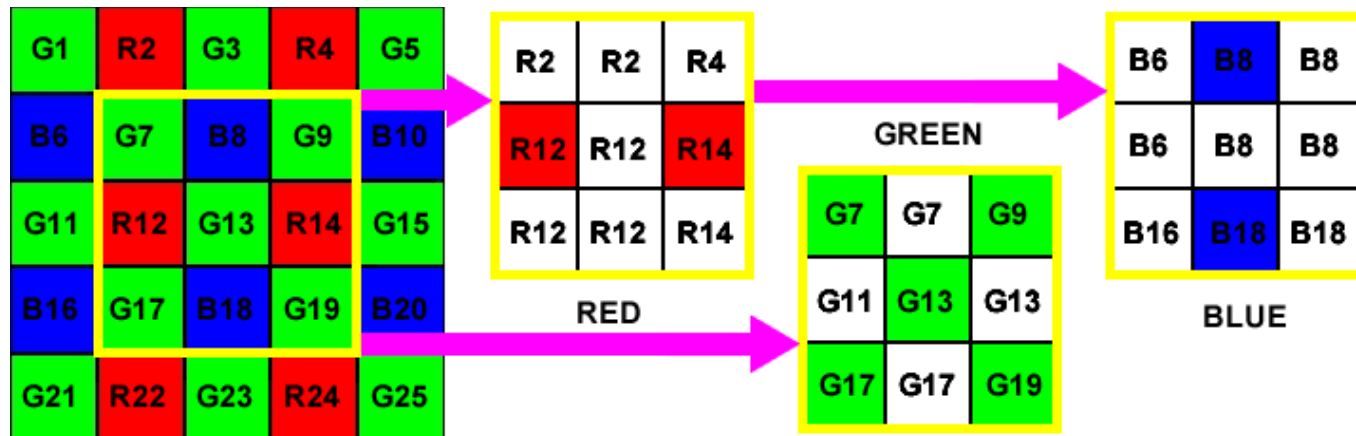 G1 R2 G3 R4 G5
B6 G7 B8 G9 B10
G11 R12 G13 R14 G15
B16 G17 B18 G19 B20
G21 R22 G23 R24 G25
R2 R2 R4
R12 R12 R14
R12 R12 R14
RED
GREEN
G7 G7 G9
G11 G13 G13
G17 G17 G19
B6 B8 B8
B6 B8 B8
B16 B18 B18
BLUE